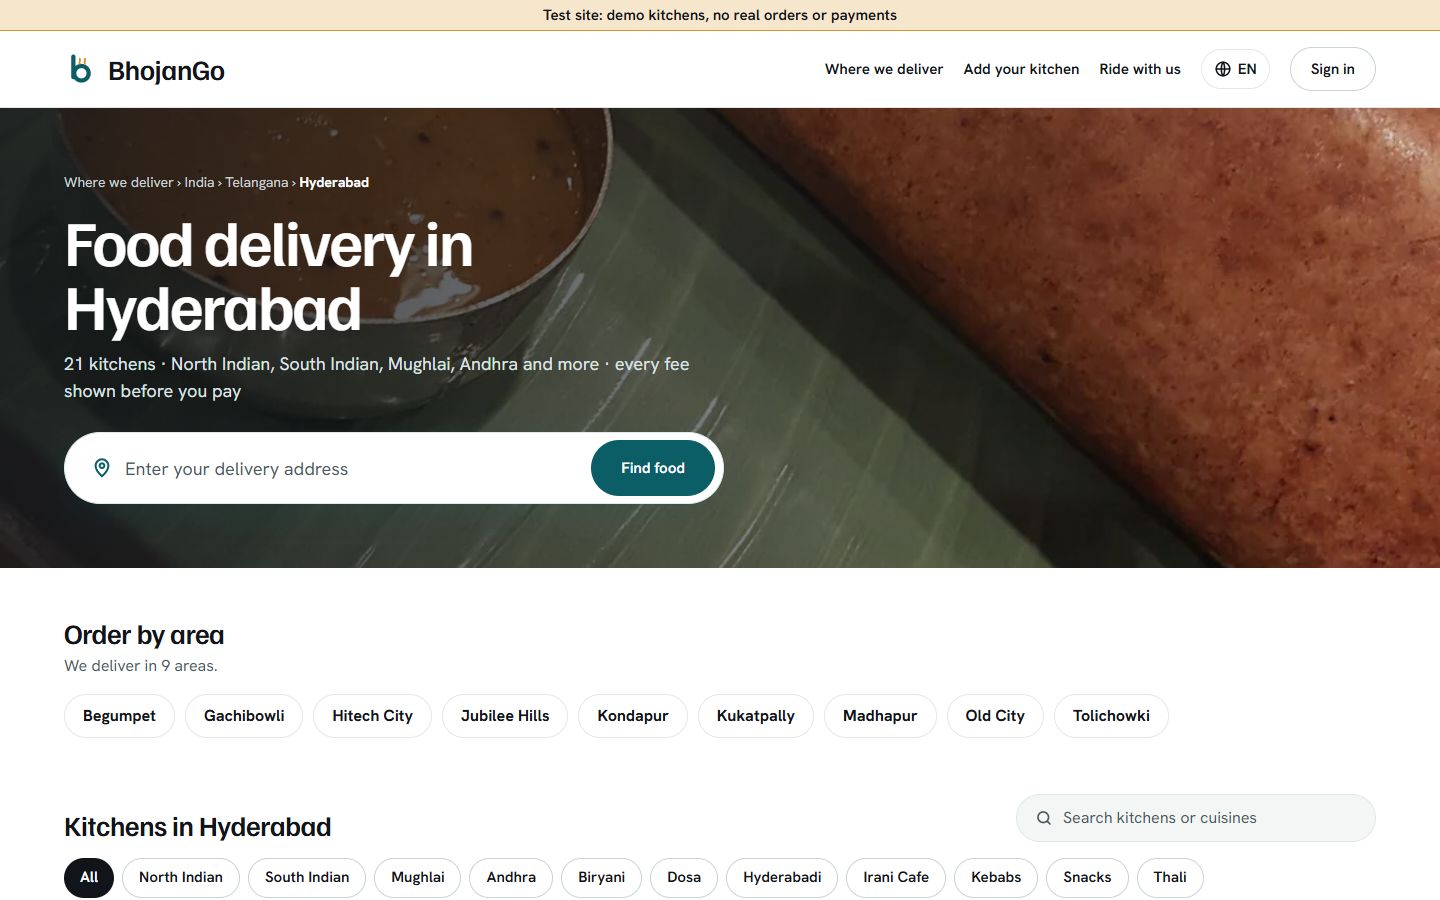 Test site: demo kitchens, no real orders or payments
BhojanGo
Where we deliver
Add your kitchen
Ride with us
EN
Sign in
Where we deliver › India › Telangana › Hyderabad
Food delivery in
Hyderabad
21 kitchens · North Indian, South Indian, Mughlai, Andhra and more · every fee
shown before you pay
Enter your delivery address
Find food
Order by area
We deliver in 9 areas.
Begumpet
Gachibowli
Hitech City
Jubilee Hills
Kondapur
Kukatpally
Madhapur
Old City
Tolichowki
Kitchens in Hyderabad
Search kitchens or cuisines
All
North Indian
South Indian
Mughlai
Andhra
Biryani
Dosa
Hyderabadi
Irani Cafe
Kebabs
Snacks
Thali